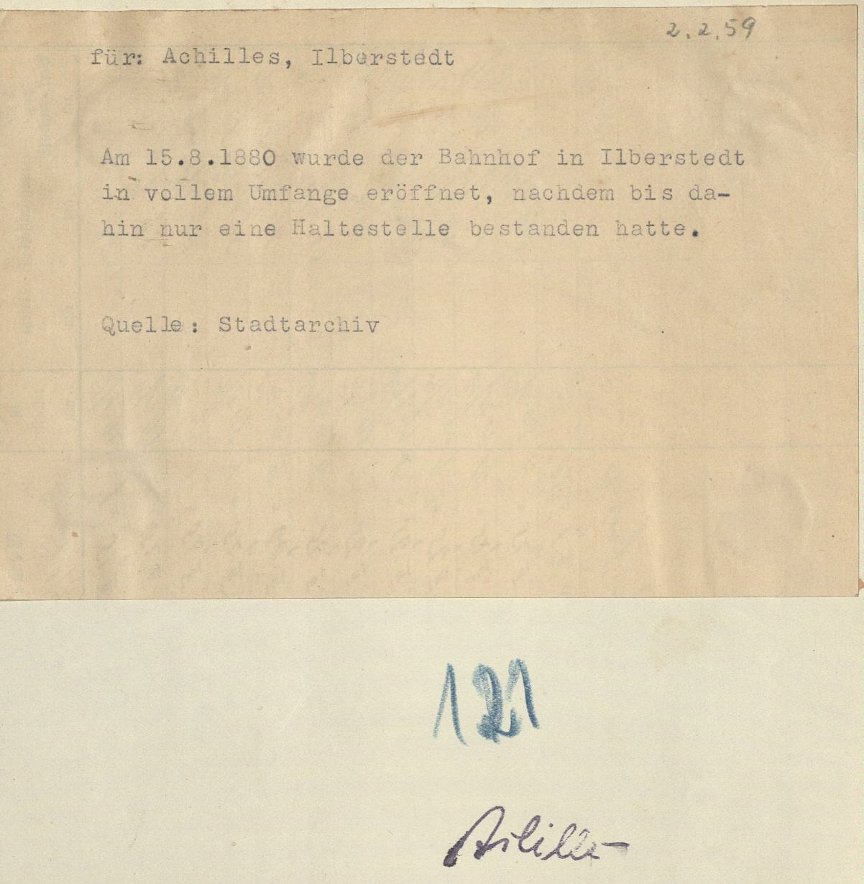 2.2.59
für: Achilles, Ilberstedt
Am 15.8.1880 wurde der Bahnhof in Ilberstedt
in vollem Umfange eröffnet, nachdem bis da-
hin nur eine Haltestelle bestanden hatte.
Quelle: Stadtarchiv
121